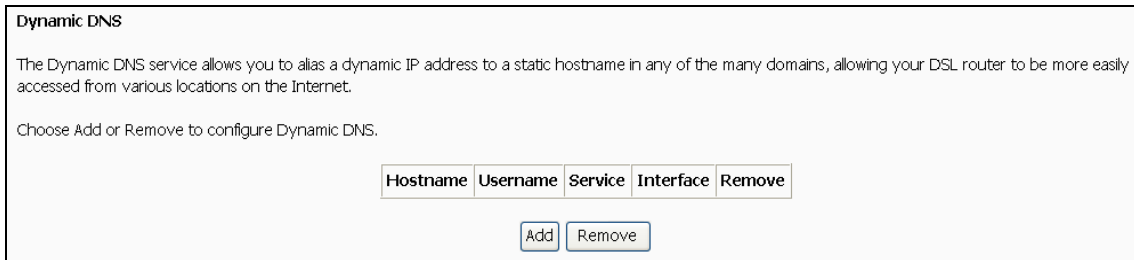 Dynamic DNS
The Dynamic DNS service allows you to alias a dynamic IP address to a static hostname in any of the many domains, allowing your DSL router to be more easily
accessed from various locations on the Internet.
Choose Add or Remove to configure Dynamic DNS.
Hostname Username Service Interface Remove
Add Remove